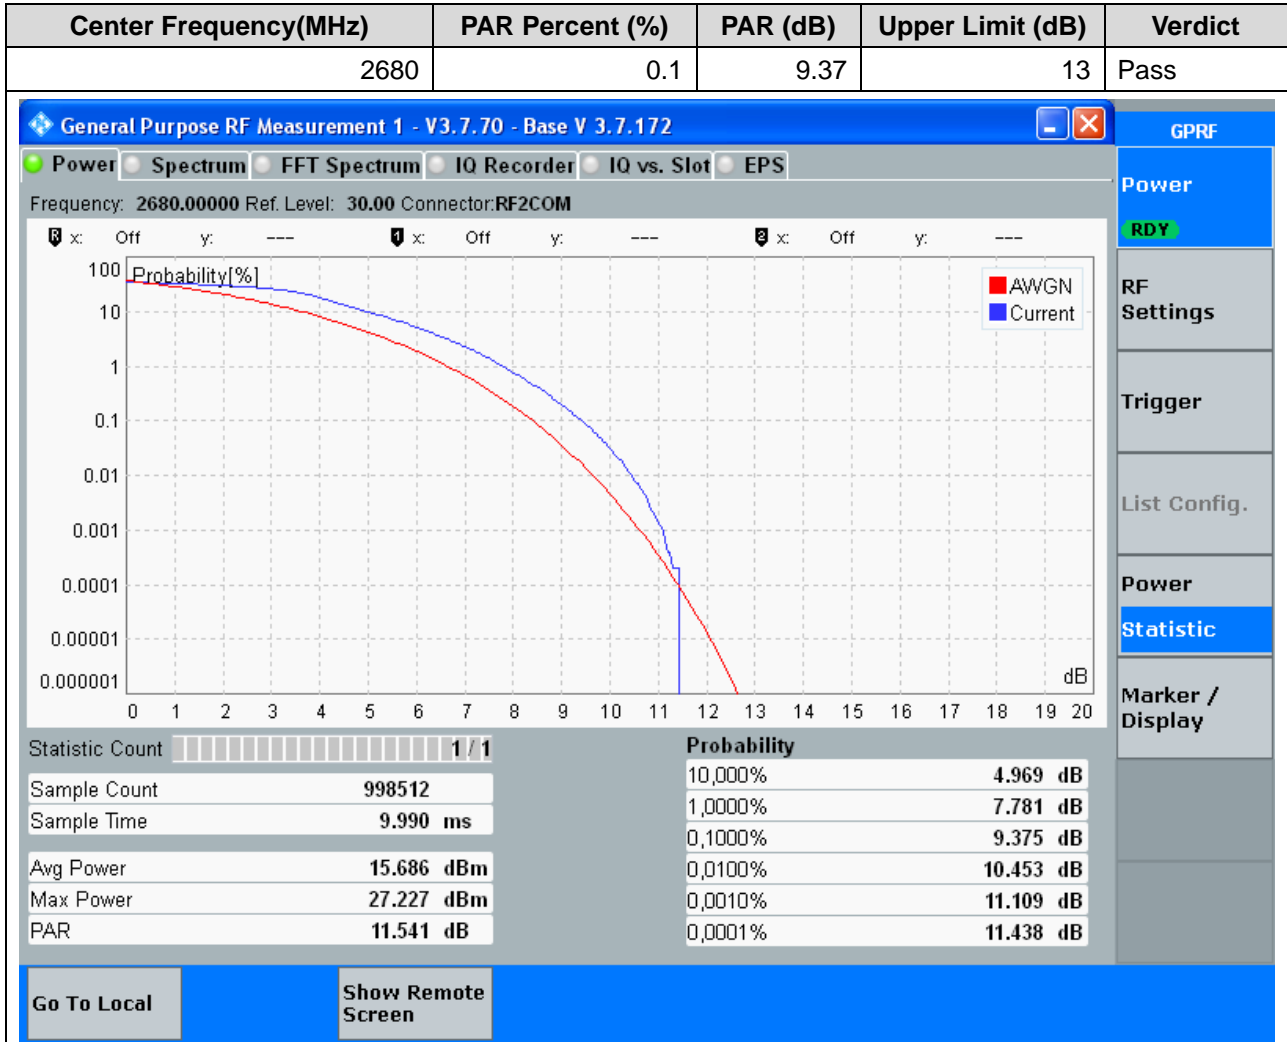 Center Frequency(MHz) PAR Percent (%) PAR (dB) Upper Limit (dB) Verdict
2680 0.1 9.37 13 Pass
General Purpose RF Measurement 1 - V3.7.70 - Base V 3.7.172
GPRF
Power Spectrum FFT Spectrum IQ Recorder IQ vs. Slot EPS
Frequency: 2680.00000 Ref. Level: 30.00 Connector:RF2COM
R x: Off y: --- 1 x: Off y: --- 2 x: Off y: ---
Probability[%]
AWGN
Current
100
10
1
0.1
0.01
0.001
0.0001
0.00001
0.000001
dB
0 1 2 3 4 5 6 7 8 9 10 11 12 13 14 15 16 17 18 19 20
Statistic Count 1 / 1
Sample Count 998512
Sample Time 9.990 ms
Avg Power 15.686 dBm
Max Power 27.227 dBm
PAR 11.541 dB
Probability
10,000% 4.969 dB
1,0000% 7.781 dB
0,1000% 9.375 dB
0,0100% 10.453 dB
0,0010% 11.109 dB
0,0001% 11.438 dB
Power
RDY
RF
Settings
Trigger
List Config.
Power
Statistic
Marker /
Display
Go To Local
Show Remote
Screen